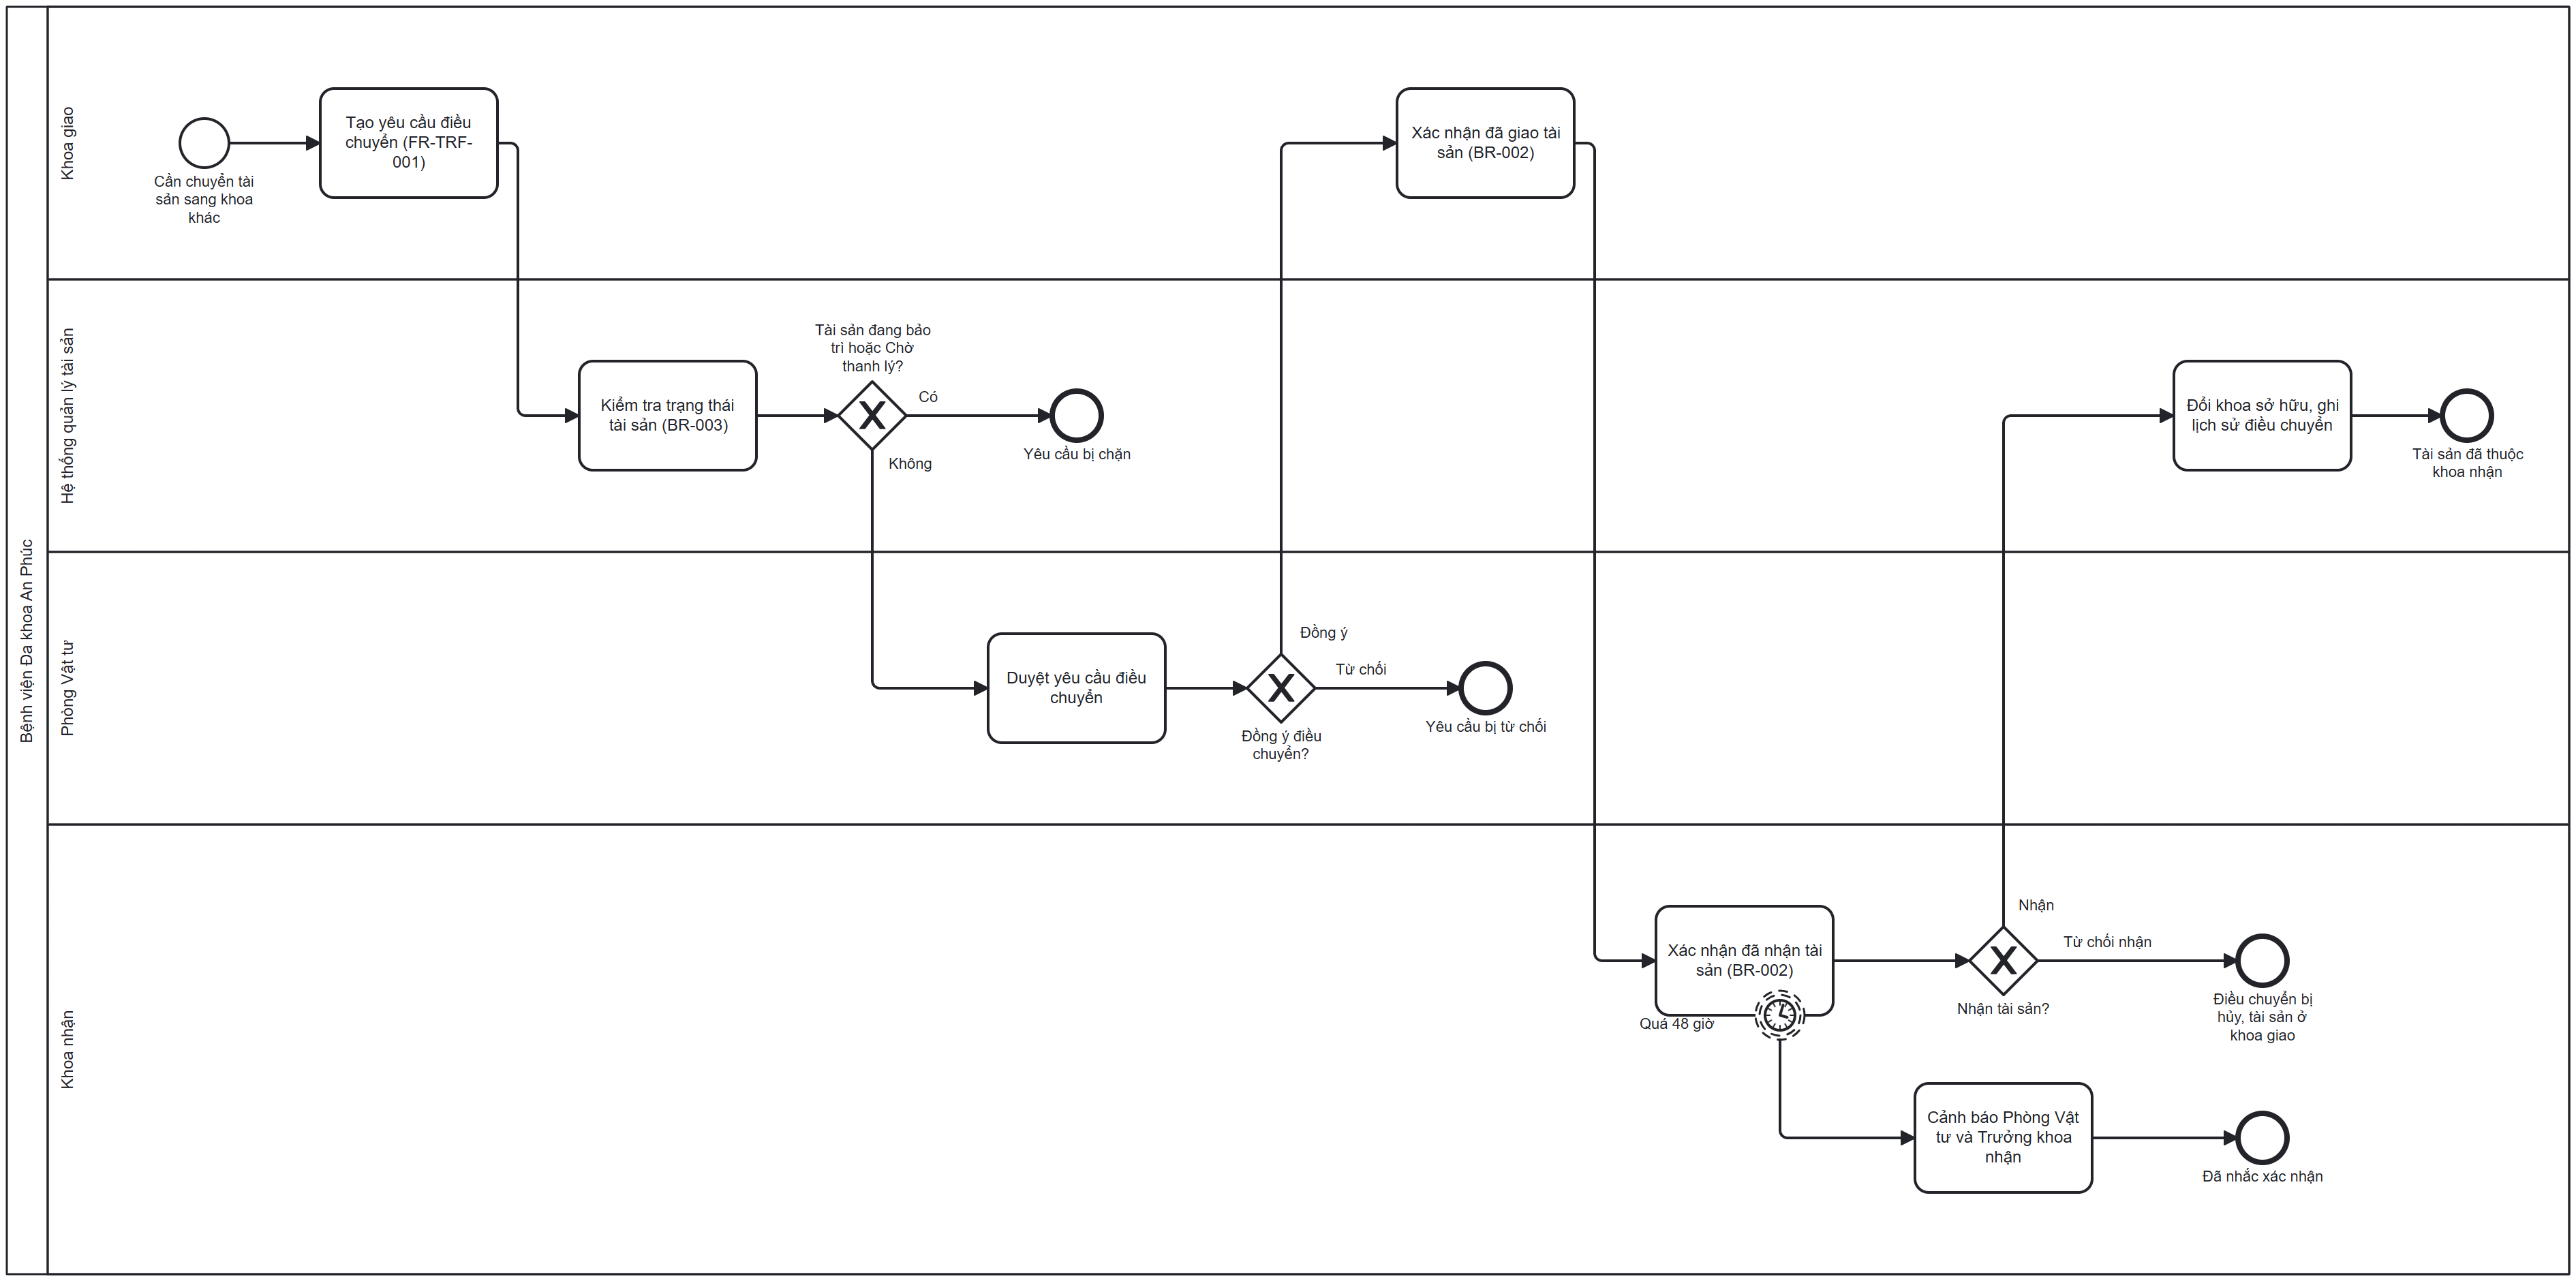 Bệnh viện Đa khoa An Phúc
Khoa giao
Cần chuyển tài
sản sang khoa
khác
Tạo yêu cầu điều
chuyển (FR-TRF-
001)
Xác nhận đã giao tài
sản (BR-002)
Hệ thống quản lý tài sản
Kiểm tra trạng thái
tài sản (BR-003)
Tài sản đang bảo
trì hoặc Chờ
thanh lý?
Có
Không
Yêu cầu bị chặn
Đổi khoa sở hữu, ghi
lịch sử điều chuyển
Tài sản đã thuộc
khoa nhận
Phòng Vật tư
Duyệt yêu cầu điều
chuyển
Đồng ý
Từ chối
Đồng ý điều
chuyển?
Yêu cầu bị từ chối
Khoa nhận
Xác nhận đã nhận tài
sản (BR-002)
Quá 48 giờ
Nhận
Từ chối nhận
Nhận tài sản?
Điều chuyển bị
hủy, tài sản ở
khoa giao
Cảnh báo Phòng Vật
tư và Trưởng khoa
nhận
Đã nhắc xác nhận